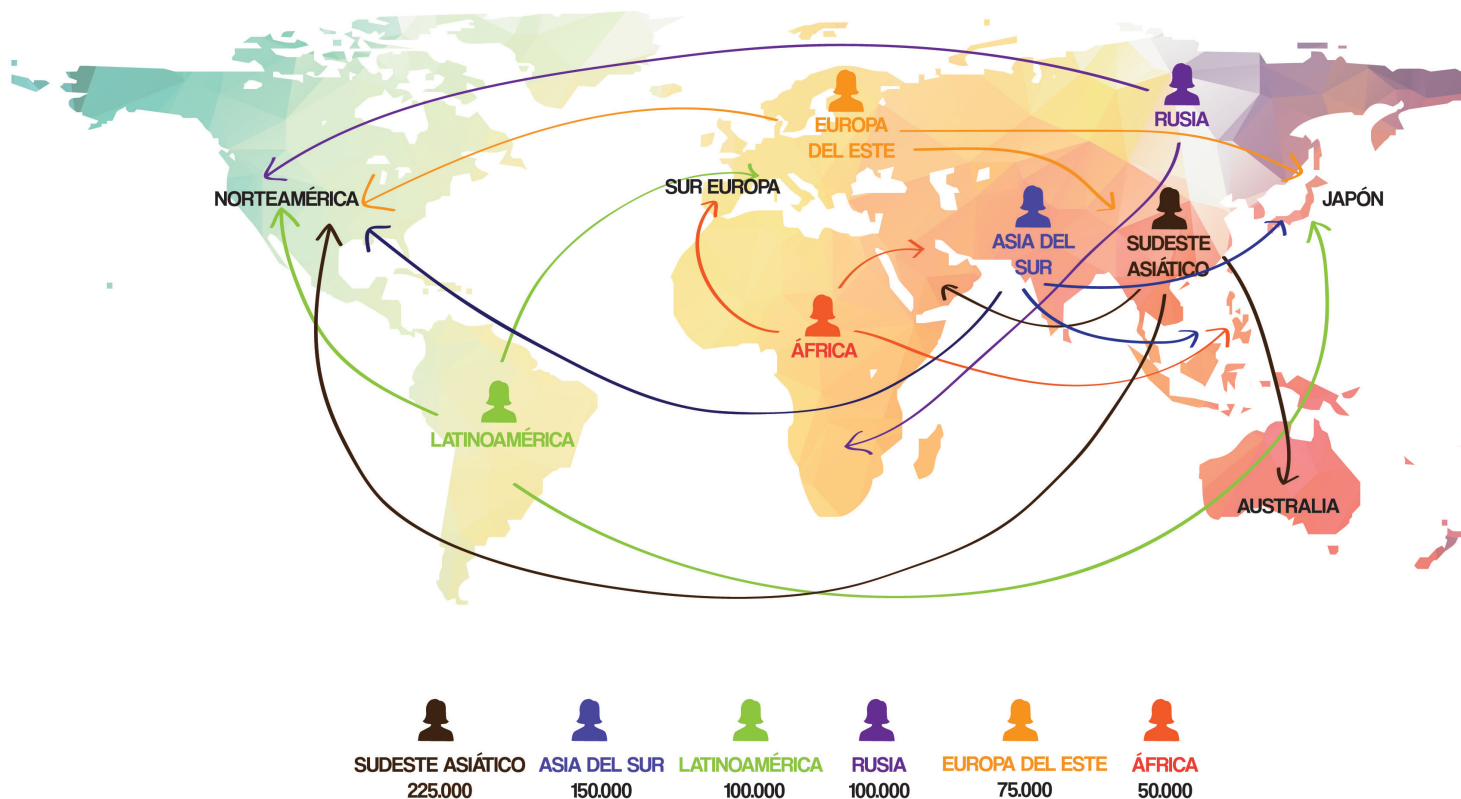 RUSIA
EUROPA
DEL ESTE
SUR EUROPA
NORTEAMÉRICA
JAPÓN
ASIA DEL
SUR
SUDESTE
ASIÁTICO
ÁFRICA
LATINOAMÉRICA
AUSTRALIA
SUDESTE ASIÁTICO ASIA DEL SUR LATINOAMÉRICA RUSIA EUROPA DEL ESTE ÁFRICA
225.000 150.000 100.000 100.000 75.000 50.000